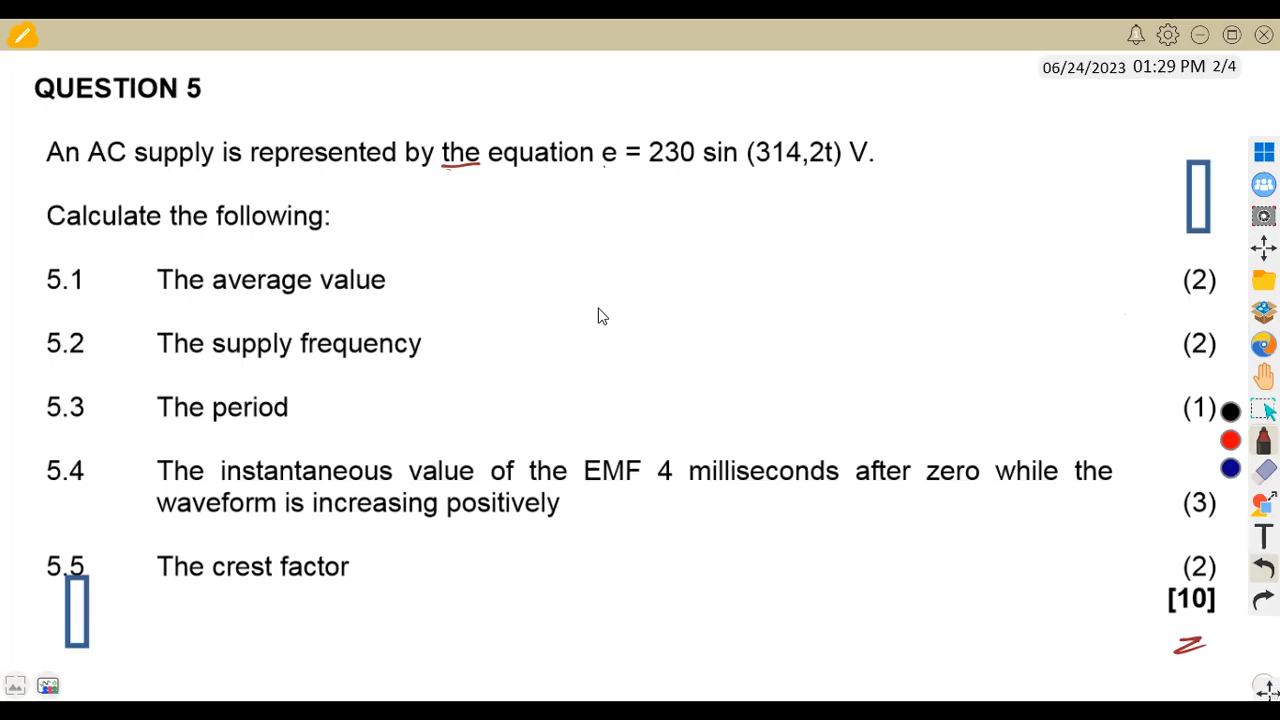 06/24/2023 01:29 PM 2/4
QUESTION 5
An AC supply is represented by the equation e = 230 sin (314,2t) V.
Calculate the following:
5.1 The average value (2)
5.2 The supply frequency (2)
5.3 The period (1)
5.4 The instantaneous value of the EMF 4 milliseconds after zero while the
waveform is increasing positively (3)
5.5 The crest factor (2)
[10]